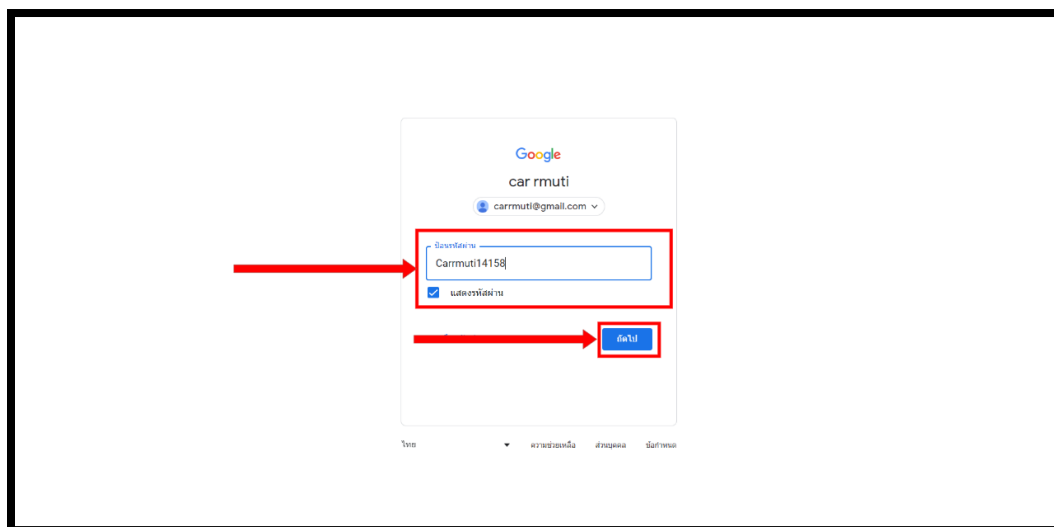 Google
car rmuti
carrmuti@gmail.com
ป้อนรหัสผ่าน
Carrmuti14158
แสดงรหัสผ่าน
ถัดไป
ไทย
ความช่วยเหลือ ส่วนบุคคล ข้อกำหนด